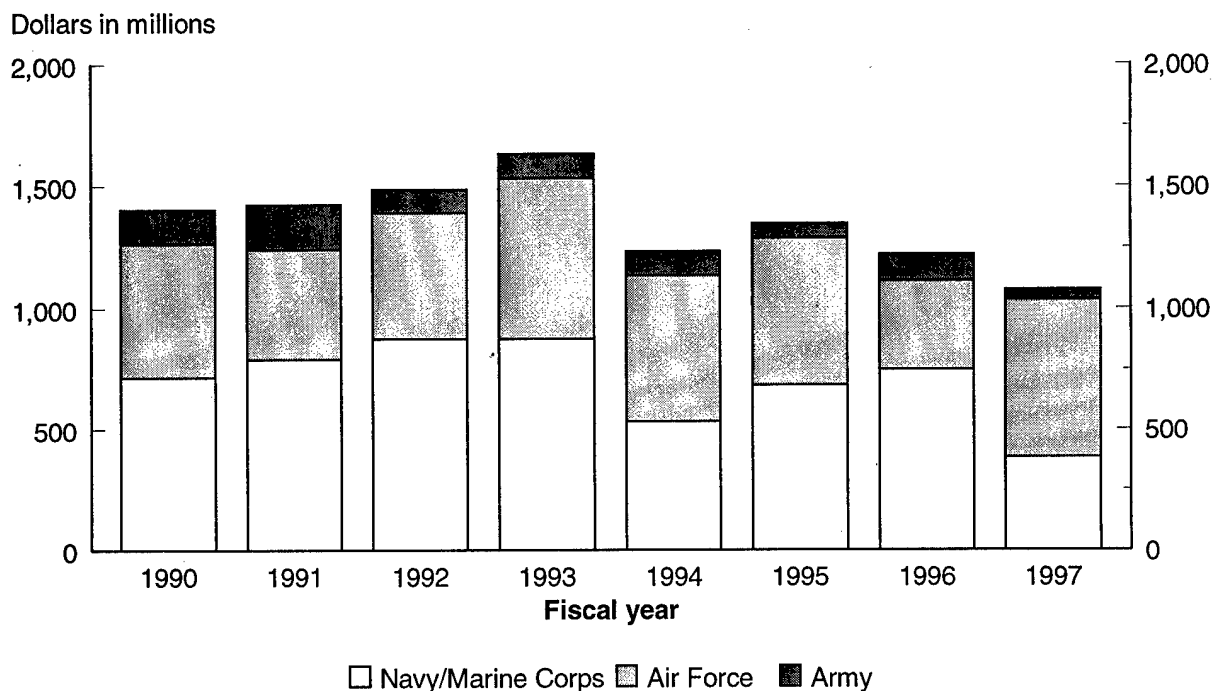 Dollars in millions
2,000
1,500
1,000
500
0
2,000
1,500
1,000
500
0
1990 1991 1992 1993 1994 1995 1996 1997
Fiscal year
Navy/Marine Corps Air Force Army